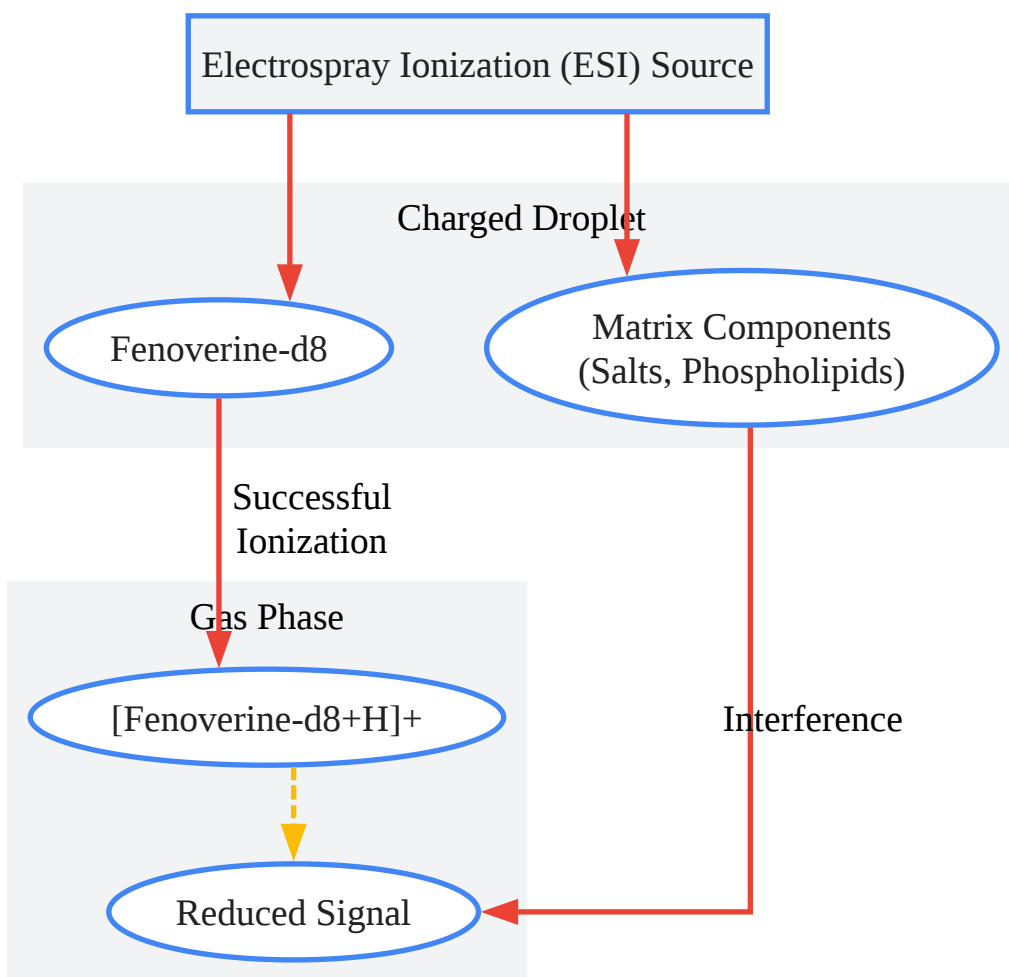 Electrospray Ionization (ESI) Source
Charged Droplet
Fenoverine-d8
Matrix Components
(Salts, Phospholipids)
Successful
Ionization
Gas Phase
[Fenoverine-d8+H]+
Interference
Reduced Signal